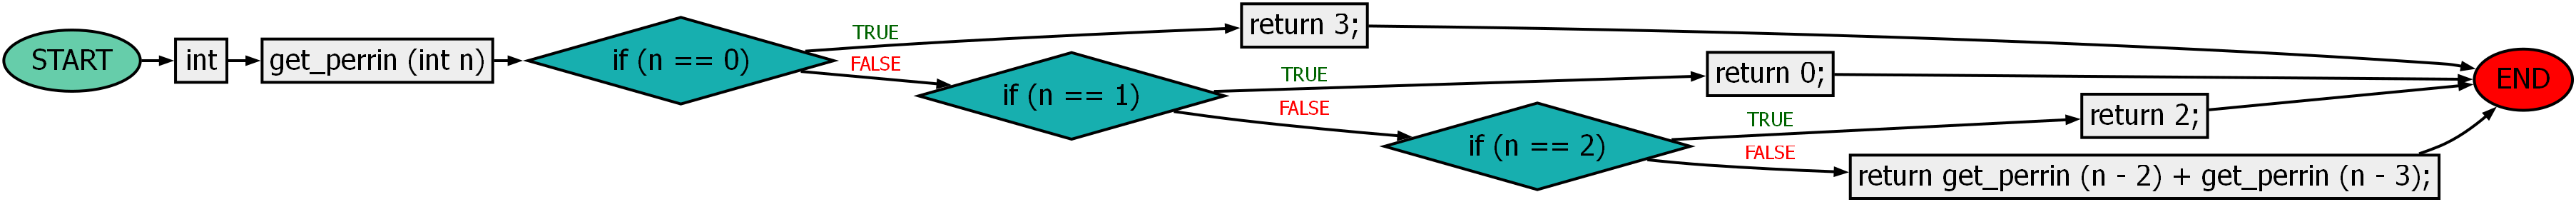 START
int
get_perrin (int n)
if (n == 0)
TRUE
FALSE
return 3;
if (n == 1)
TRUE
FALSE
return 0;
if (n == 2)
TRUE
FALSE
return 2;
return get_perrin (n - 2) + get_perrin (n - 3);
END